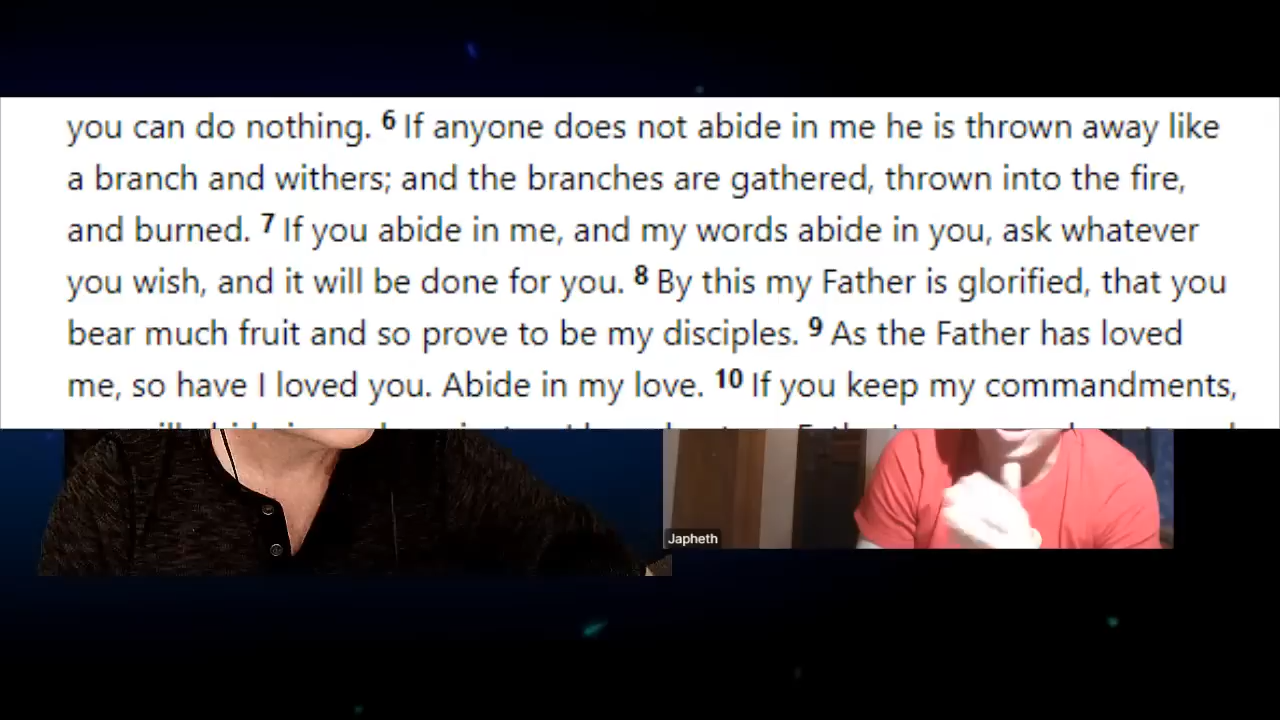 you can do nothing. 6 If anyone does not abide in me he is thrown away like
a branch and withers; and the branches are gathered, thrown into the fire,
and burned. 7 If you abide in me, and my words abide in you, ask whatever
you wish, and it will be done for you. 8 By this my Father is glorified, that you
bear much fruit and so prove to be my disciples. 9 As the Father has loved
me, so have I loved you. Abide in my love. 10 If you keep my commandments,
Japheth